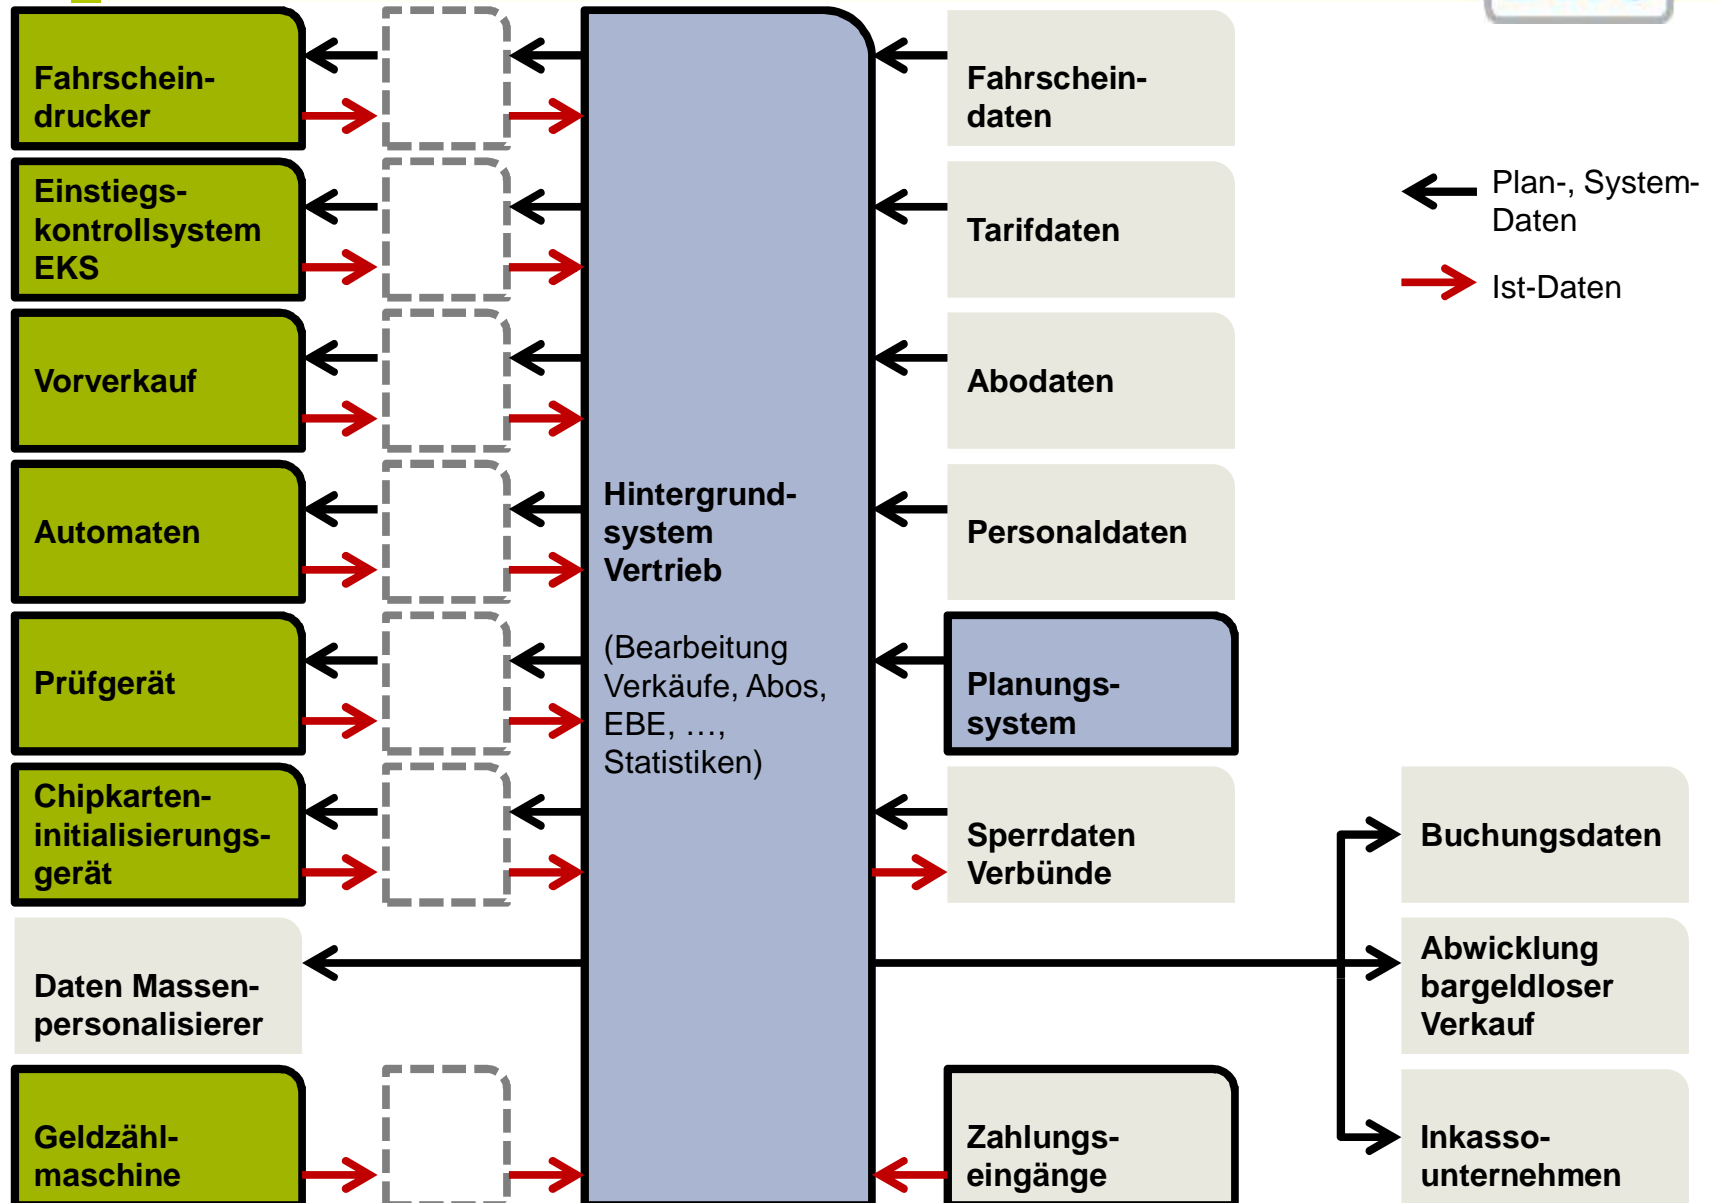 Fahrschein-
drucker
Einstiegs-
kontrollsystem
EKS
Vorverkauf
Automaten
Prüfgerät
Chipkarten-
initialisierungs-
gerät
Daten Massen-
personalisierer
Geldzähl-
maschine
Hintergrund-
system
Vertrieb
(Bearbeitung
Verkäufe, Abos,
EBE, …,
Statistiken)
Fahrschein-
daten
Tarifdaten
Abodaten
Personaldaten
Planungs-
system
Sperrdaten
Verbünde
Zahlungs-
eingänge
Plan-, System-
Daten
Ist-Daten
Buchungsdaten
Abwicklung
bargeldloser
Verkauf
Inkasso-
unternehmen